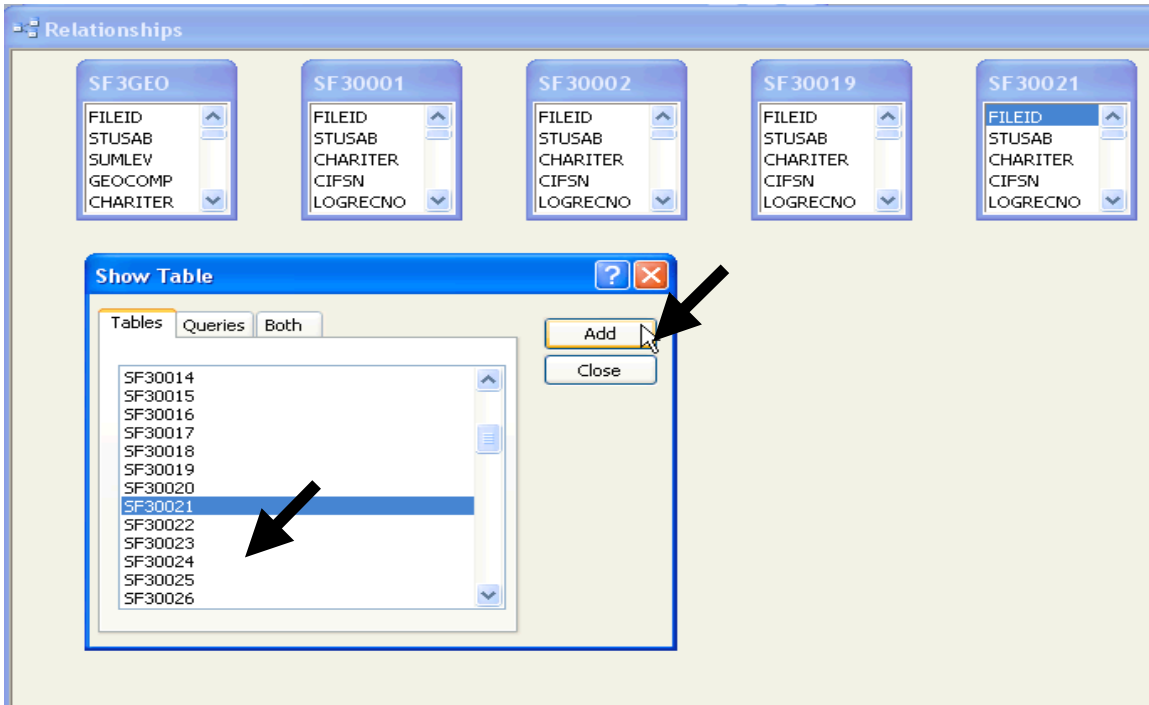 Relationships
SF3GEO
FILEID
STUSAB
SUMLEV
GEOCOMP
CHARITER
SF30001
FILEID
STUSAB
CHARITER
CIFSN
LOGRECNO
SF30002
FILEID
STUSAB
CHARITER
CIFSN
LOGRECNO
SF30019
FILEID
STUSAB
CHARITER
CIFSN
LOGRECNO
SF30021
FILEID
STUSAB
CHARITER
CIFSN
LOGRECNO
Show Table
?
Tables Queries Both
SF30014
SF30015
SF30016
SF30017
SF30018
SF30019
SF30020
SF30021
SF30022
SF30023
SF30024
SF30025
SF30026
Add
Close